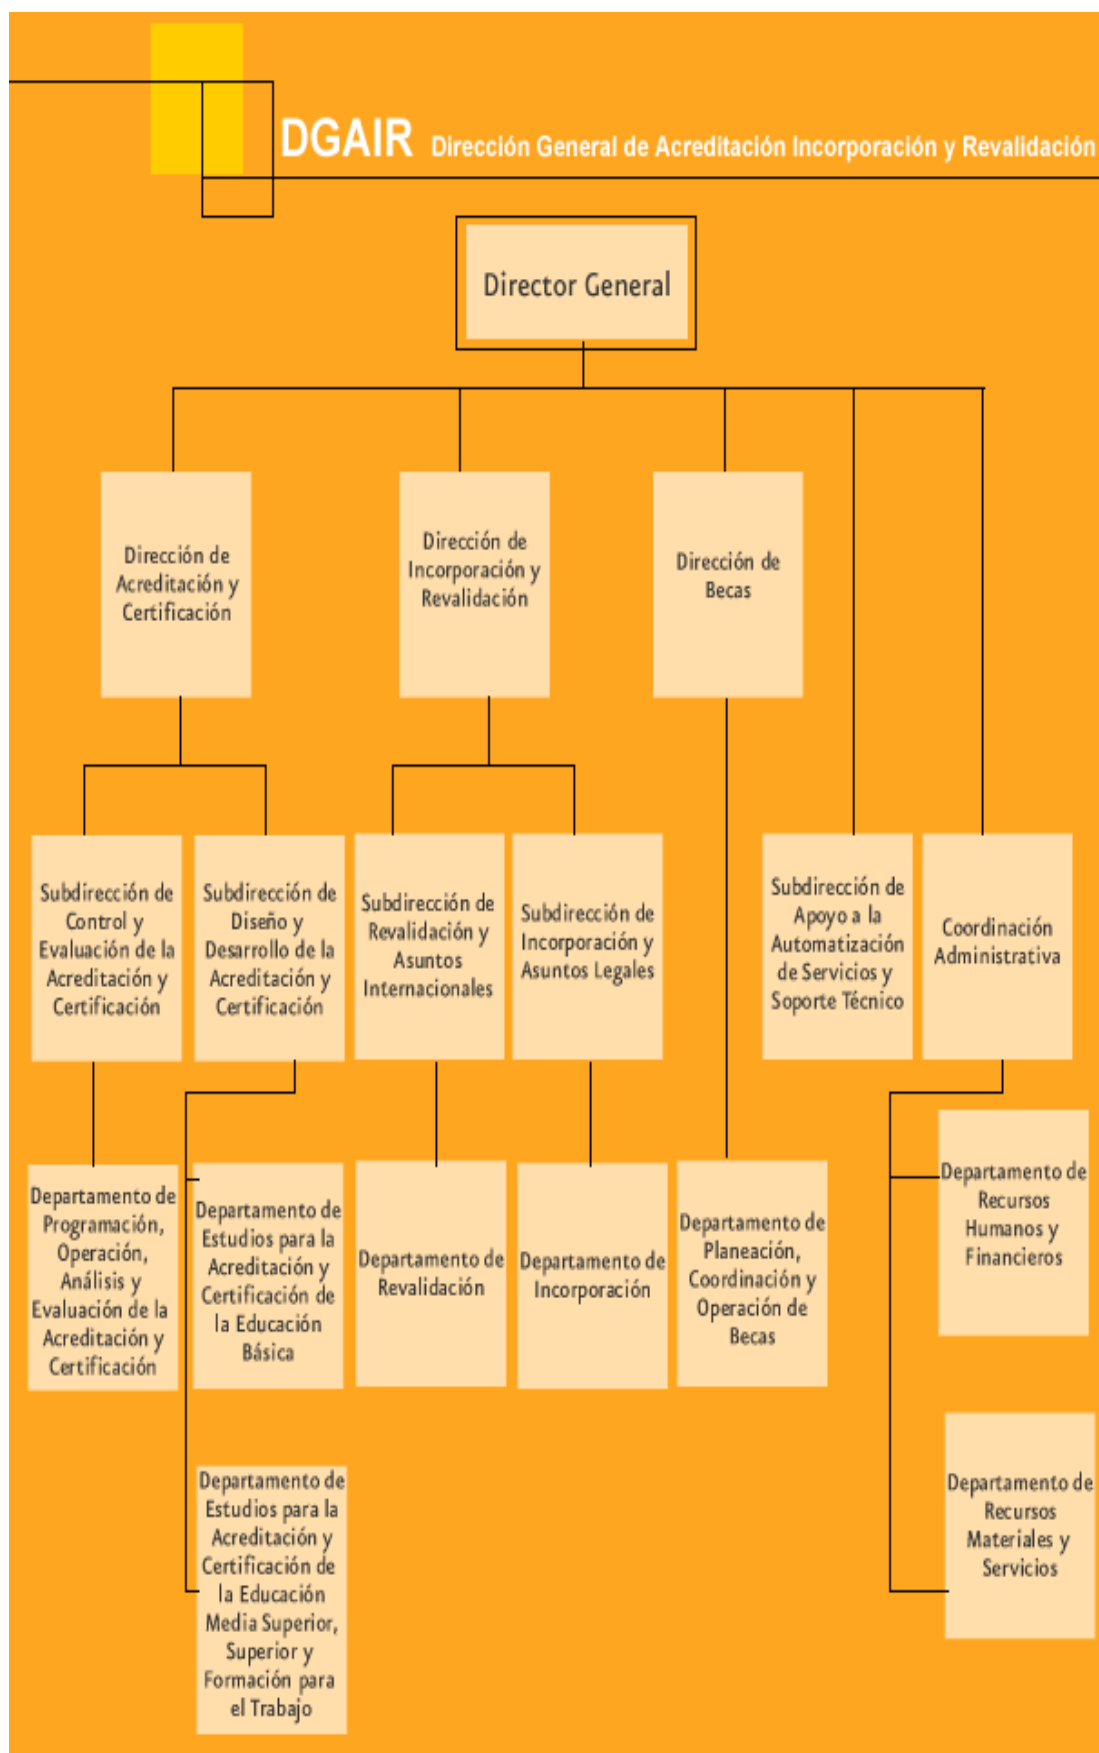 DGAIR Dirección General de Acreditación Incorporación y Revalidación
Director General
Dirección de
Acreditación y
Certificación
Dirección de
Incorporación y
Revalidación
Dirección de
Becas
Subdirección de
Control y
Evaluación de la
Acreditación y
Certificación
Subdirección de
Diseño y
Desarrollo de la
Acreditación y
Certificación
Subdirección de
Revalidación y
Asuntos
Internacionales
Subdirección de
Incorporación y
Asuntos Legales
Subdirección de
Apoyo a la
Automatización
de Servicios y
Soporte Técnico
Coordinación
Administrativa
Departamento de
Programación,
Operación,
Análisis y
Evaluación de la
Acreditación y
Certificación
Departamento de
Estudios para la
Acreditación y
Certificación de
la Educación
Básica
Departamento de
Revalidación
Departamento de
Incorporación
Departamento de
Planeación,
Coordinación y
Operación de
Becas
Departamento de
Recursos
Humanos y
Financieros
Departamento de
Estudios para la
Acreditación y
Certificación de
la Educación
Media Superior,
Superior y
Formación para
el Trabajo
Departamento de
Recursos
Materiales y
Servicios